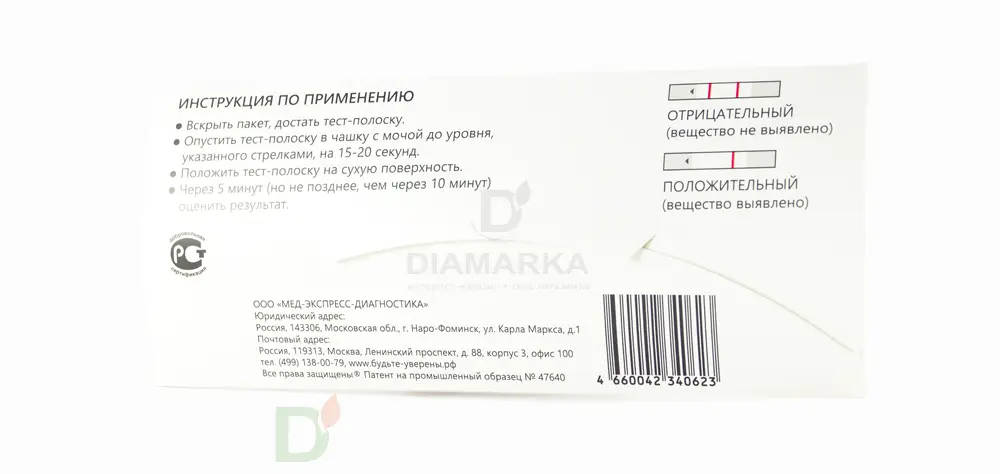 ИНСТРУКЦИЯ ПО ПРИМЕНЕНИЮ
• Вскрыть пакет, достать тест-полоску.
• Опустить тест-полоску в чашку с мочой до уровня,
указанного стрелками, на 15-20 секунд.
• Положить тест-полоску на сухую поверхность.
• Через 5 минут (но не позднее, чем через 10 минут)
оценить результат.
ОТРИЦАТЕЛЬНЫЙ
(вещество не выявлено)
ПОЛОЖИТЕЛЬНЫЙ
(вещество выявлено)
добровольная
РСТ
сертификация
DIAMARKA
ООО «МЕД-ЭКСПРЕСС-ДИАГНОСТИКА»
Юридический адрес:
Россия, 143306, Московская обл., г. Наро-Фоминск, ул. Карла Маркса, д.1
Почтовый адрес:
Россия, 119313, Москва, Ленинский проспект, д. 88, корпус 3, офис 100
тел. (499) 138-00-79, www.будьте-уверены.рф
Все права защищены® Патент на промышленный образец № 47640
4 660042 340623